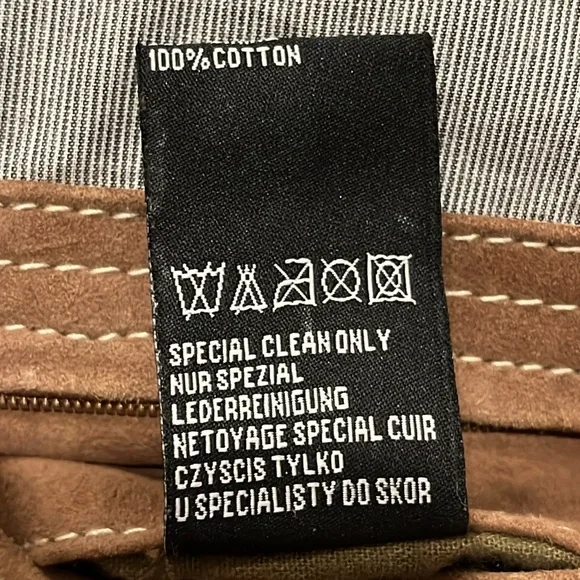 100% COTTON
SPECIAL CLEAN ONLY
NUR SPEZIAL
LEDERREINIGUNG
NETOYAGE SPECIAL CUIR
CZYSCIS TYLKO
U SPECIALISTY DO SKOR